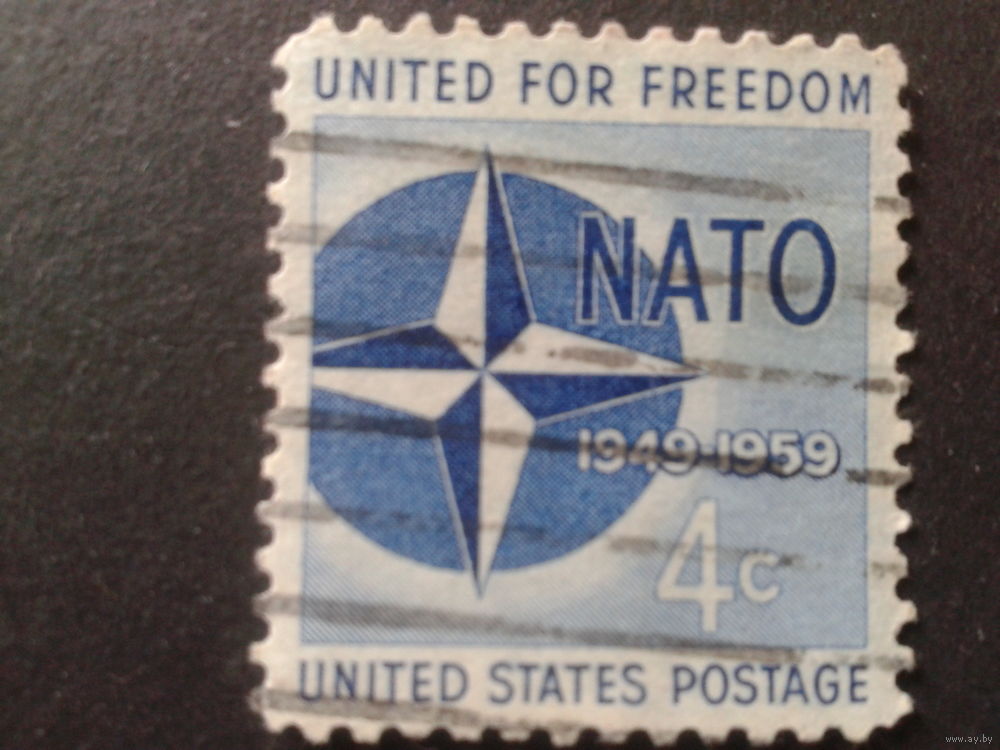 UNITED FOR FREEDOM
NATO
1949-1959
4c
UNITED STATES POSTAGE
www.ay.by